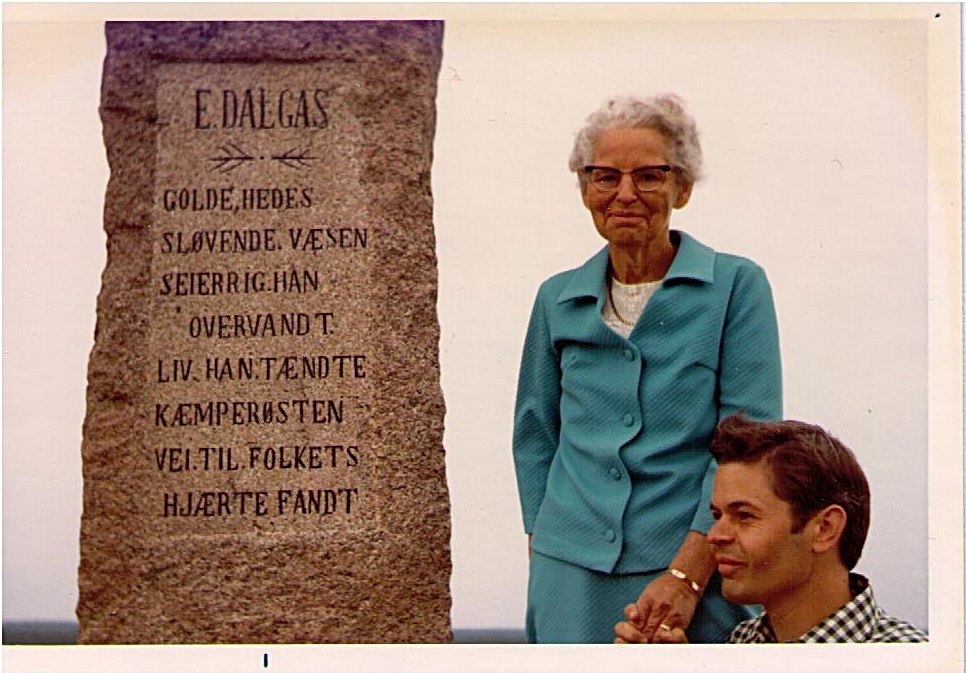 E. DALGAS
GOLDE, HEDES
SLØVENDE. VÆSEN
SEIERRIG. HAN
OVERVANDT.
LIV. HAN. TÆNDTE
KÆMPERØSTEN
VEI. TIL. FOLKETS
HJÆRTE FANDT